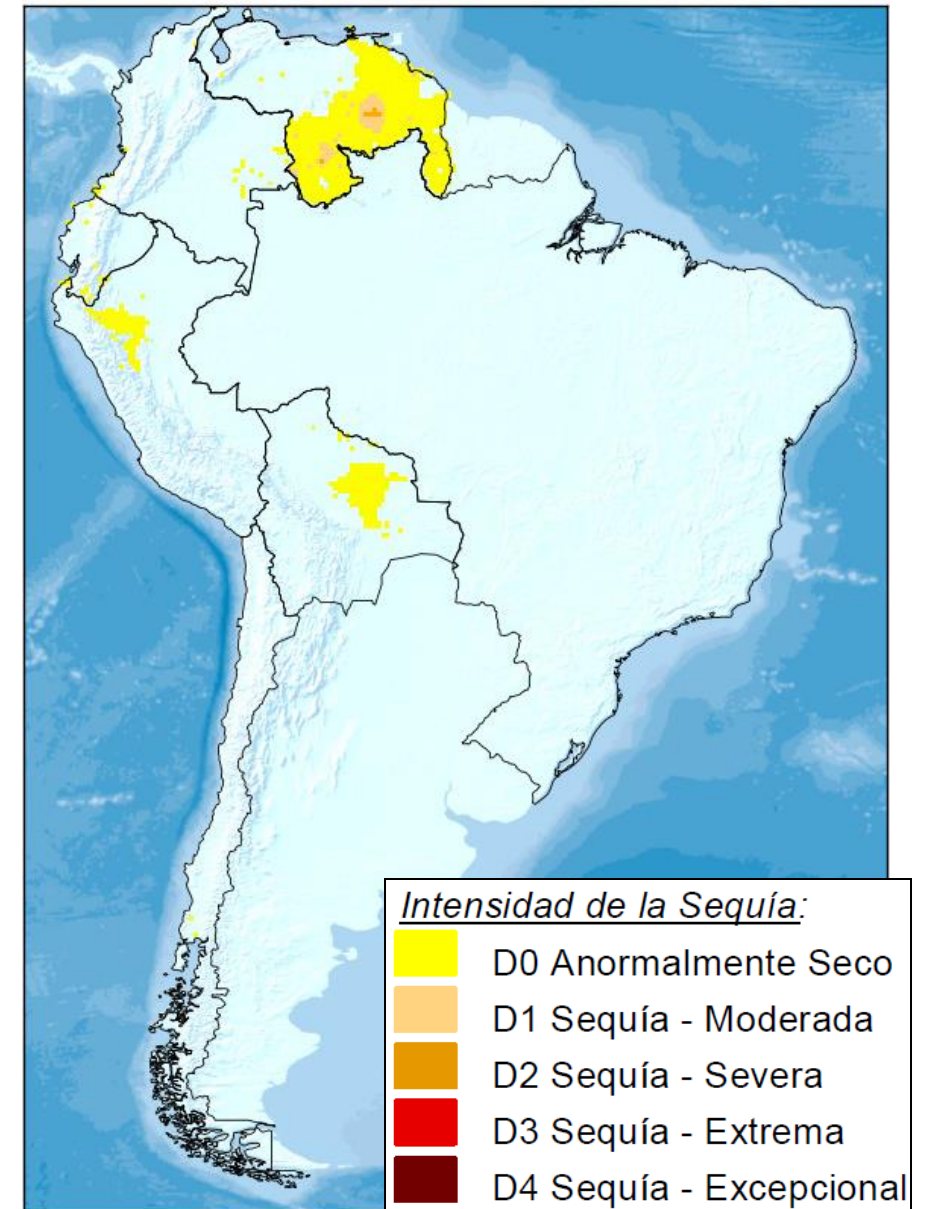 Intensidad de la Sequía:
D0 Anormalmente Seco
D1 Sequía - Moderada
D2 Sequía - Severa
D3 Sequía - Extrema
D4 Sequía - Excepcional